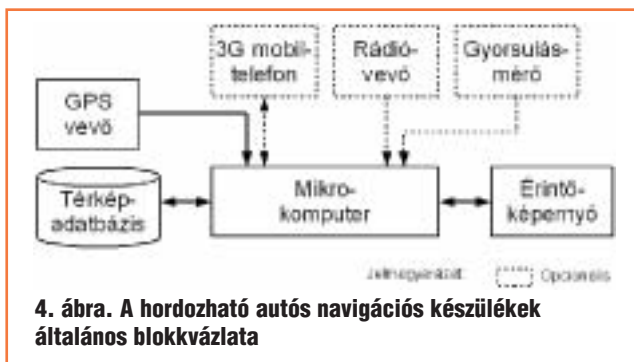 3G mobil-
telefon
Rádió-
vevő
Gyorsulás-
mérő
GPS
vevő
Térkép-
adatbázis
Mikro-
komputer
Érintő-
képernyő
Jelmagyarázat: Opcionális
4. ábra. A hordozható autós navigációs készülékek
általános blokkvázlata